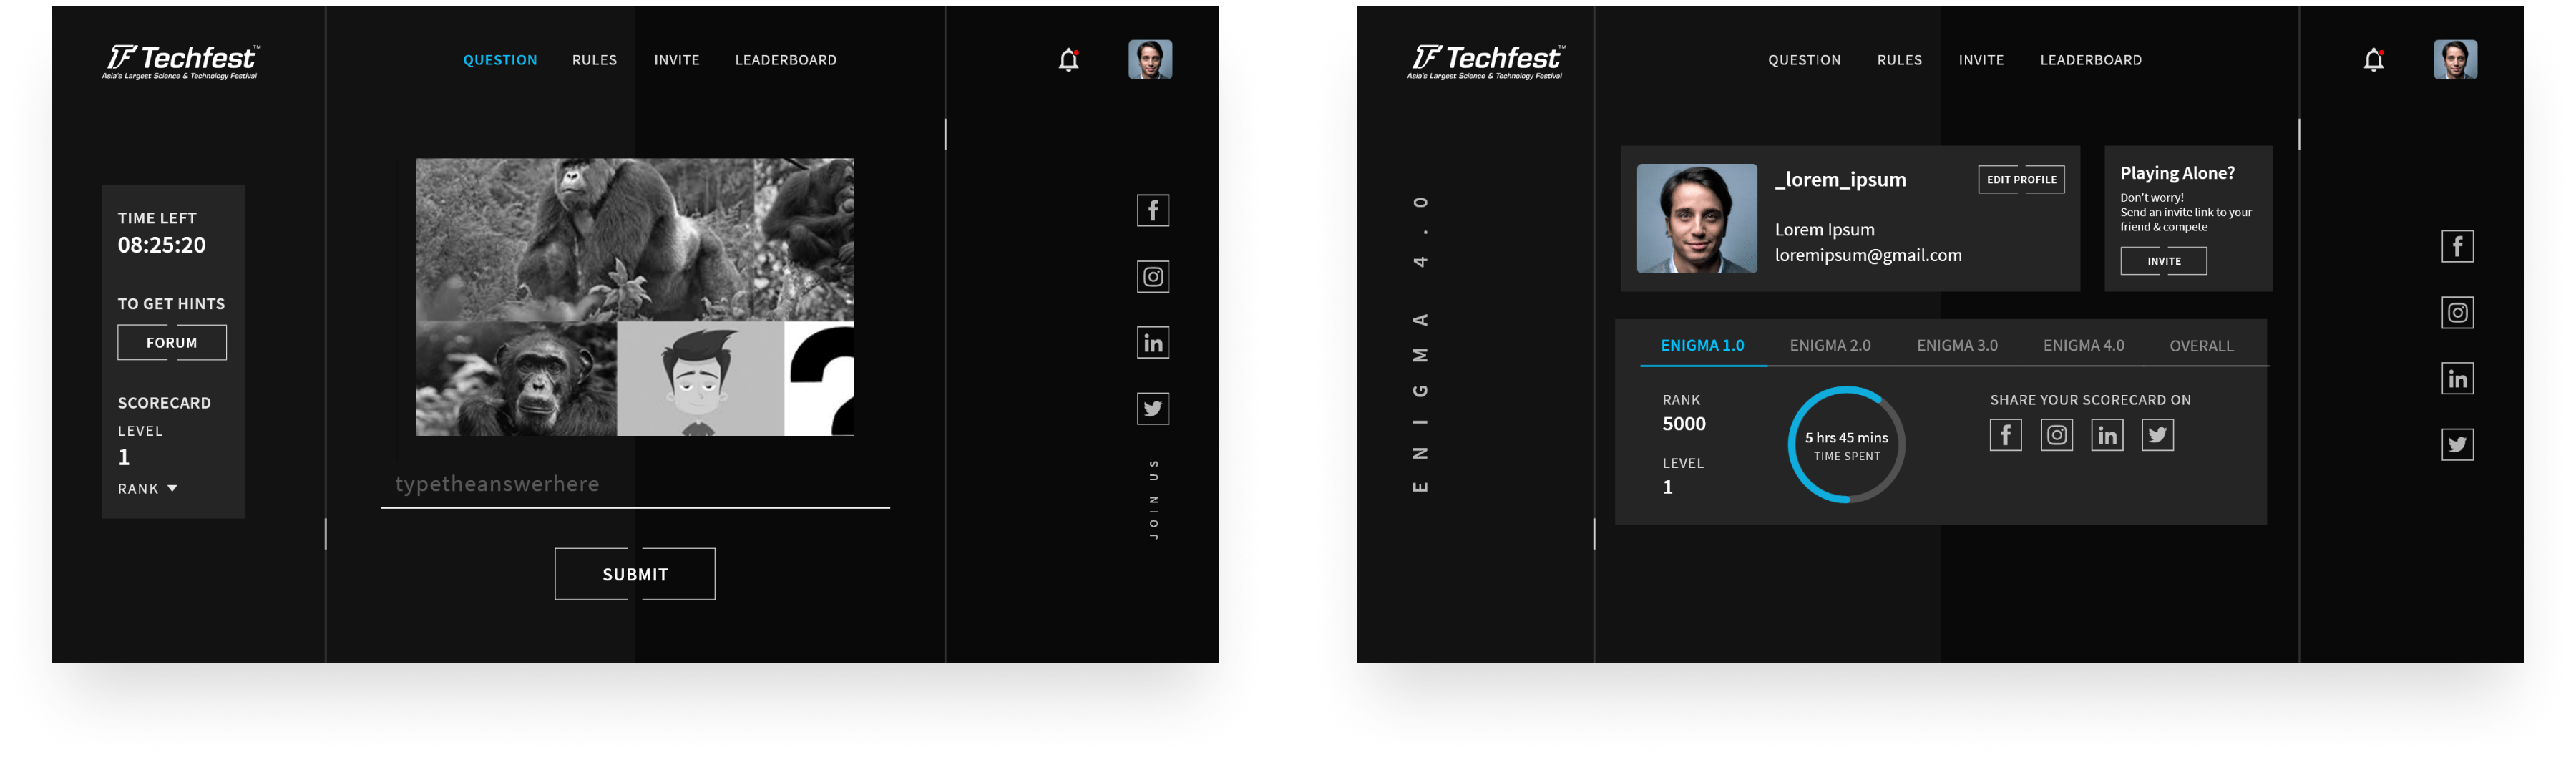 Techfest™
Asia's Largest Science & Technology Festival
QUESTION
RULES
INVITE
LEADERBOARD
TIME LEFT
08:25:20
TO GET HINTS
FORUM
SCORECARD
LEVEL
1
RANK
?
typetheanswerhere
SUBMIT
JOIN US
Techfest™
Asia's Largest Science & Technology Festival
QUESTION
RULES
INVITE
LEADERBOARD
ENIGMA 4.0
_lorem_ipsum
EDIT PROFILE
Lorem Ipsum
loremipsum@gmail.com
Playing Alone?
Don't worry!
Send an invite link to your
friend & compete
INVITE
ENIGMA 1.0
ENIGMA 2.0
ENIGMA 3.0
ENIGMA 4.0
OVERALL
RANK
5000
LEVEL
1
5 hrs 45 mins
TIME SPENT
SHARE YOUR SCORECARD ON